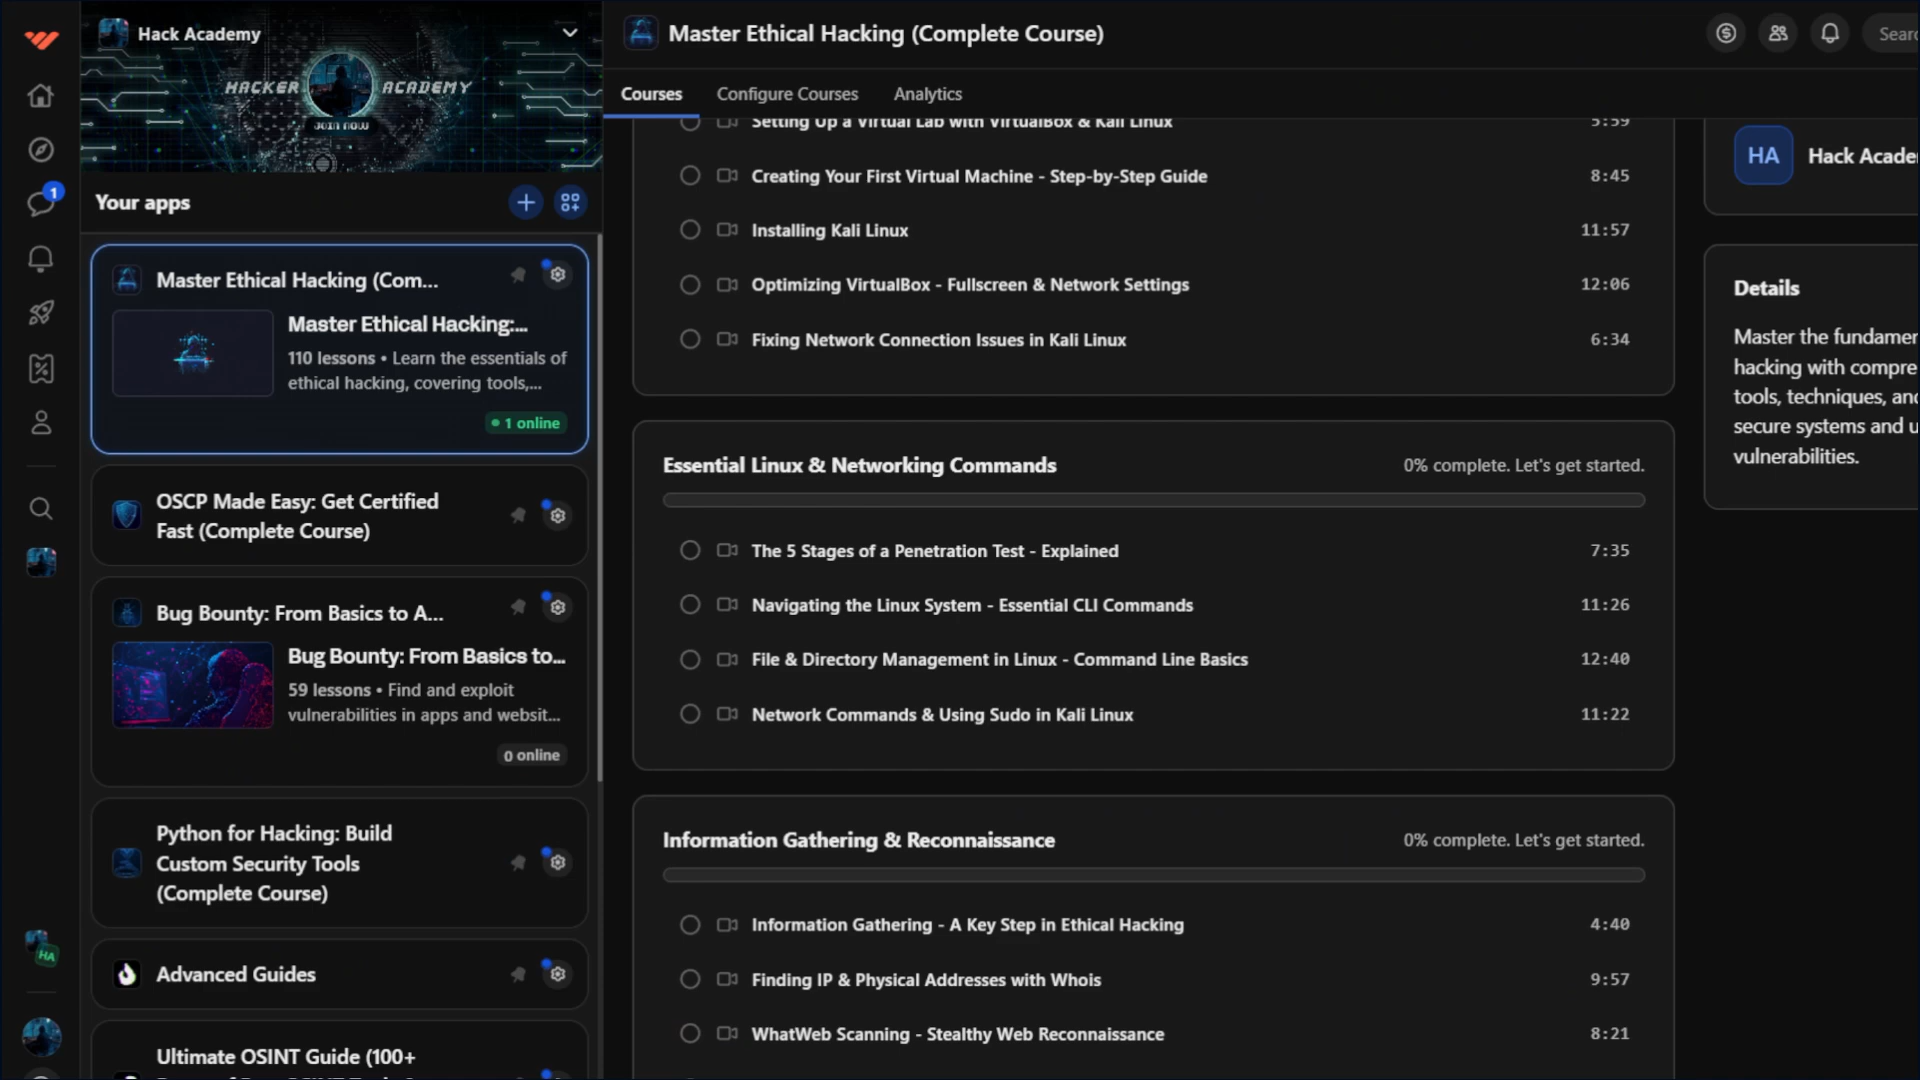 Hack Academy
HACKER ACADEMY
JOIN NOW
Your apps
1
Master Ethical Hacking (Com...
Master Ethical Hacking:...
110 lessons • Learn the essentials of
ethical hacking, covering tools,...
1 online
OSCP Made Easy: Get Certified
Fast (Complete Course)
Bug Bounty: From Basics to A...
Bug Bounty: From Basics to...
59 lessons • Find and exploit
vulnerabilities in apps and websit...
0 online
Python for Hacking: Build
Custom Security Tools
(Complete Course)
Advanced Guides
Ultimate OSINT Guide (100+
HA
Master Ethical Hacking (Complete Course)
Searc
Courses Configure Courses Analytics
Setting Up a Virtual Lab with VirtualBox & Kali Linux 5:59
Creating Your First Virtual Machine - Step-by-Step Guide 8:45
Installing Kali Linux 11:57
Optimizing VirtualBox - Fullscreen & Network Settings 12:06
Fixing Network Connection Issues in Kali Linux 6:34
Essential Linux & Networking Commands 0% complete. Let's get started.
The 5 Stages of a Penetration Test - Explained 7:35
Navigating the Linux System - Essential CLI Commands 11:26
File & Directory Management in Linux - Command Line Basics 12:40
Network Commands & Using Sudo in Kali Linux 11:22
Information Gathering & Reconnaissance 0% complete. Let's get started.
Information Gathering - A Key Step in Ethical Hacking 4:40
Finding IP & Physical Addresses with Whois 9:57
WhatWeb Scanning - Stealthy Web Reconnaissance 8:21
HA Hack Acade
Details
Master the fundamen
hacking with compre
tools, techniques, and
secure systems and u
vulnerabilities.